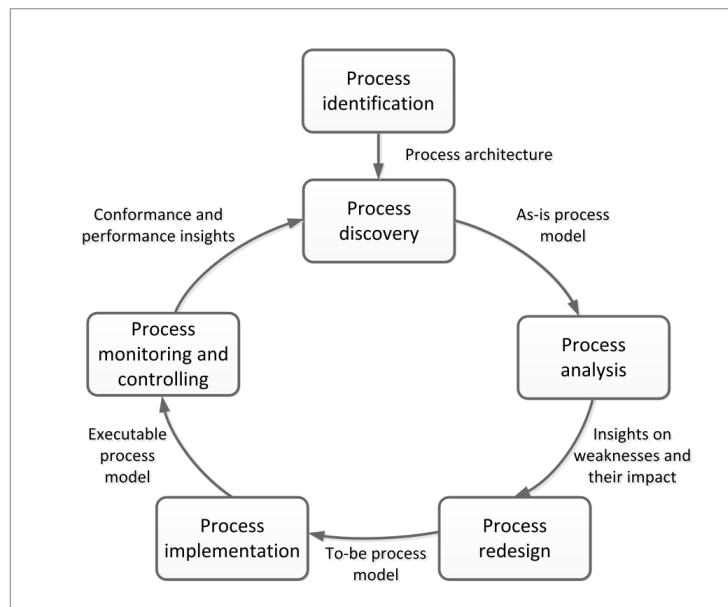 Process
identification
Process architecture
Process
discovery
As-is process
model
Process
analysis
Insights on
weaknesses and
their impact
Process
redesign
To-be process
model
Process
implementation
Executable
process
model
Process
monitoring and
controlling
Conformance and
performance insights